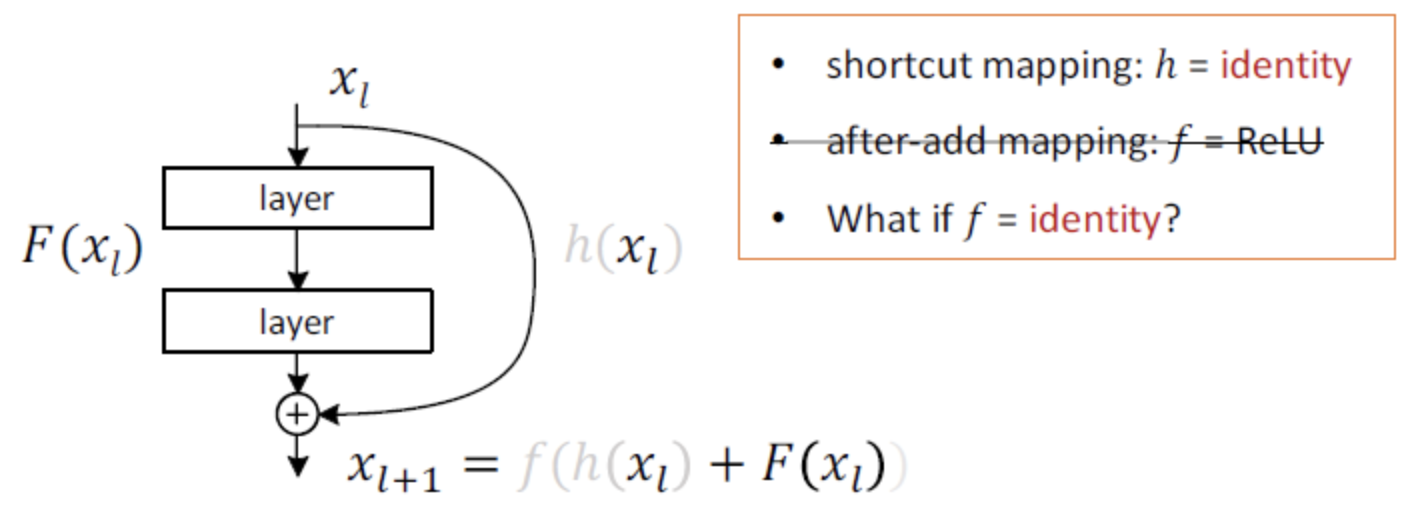 x_l
layer
F(x_l)
h(x_l)
layer
+
x_{l+1} = f(h(x_l) + F(x_l))
• shortcut mapping: h = identity
• after-add mapping: f = ReLU
• What if f = identity?